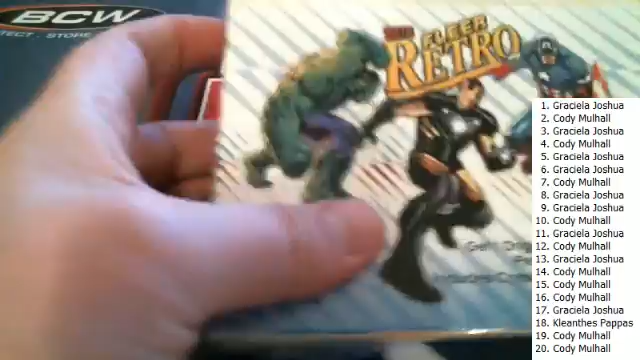 BCW
TECT . STORE
FLEER
RETRO
1. Graciela Joshua
2. Cody Mulhall
3. Graciela Joshua
4. Cody Mulhall
5. Graciela Joshua
6. Graciela Joshua
7. Cody Mulhall
8. Graciela Joshua
9. Graciela Joshua
10. Cody Mulhall
11. Graciela Joshua
12. Cody Mulhall
13. Graciela Joshua
14. Cody Mulhall
15. Cody Mulhall
16. Cody Mulhall
17. Graciela Joshua
18. Kleanthes Pappas
19. Cody Mulhall
20. Cody Mulhall